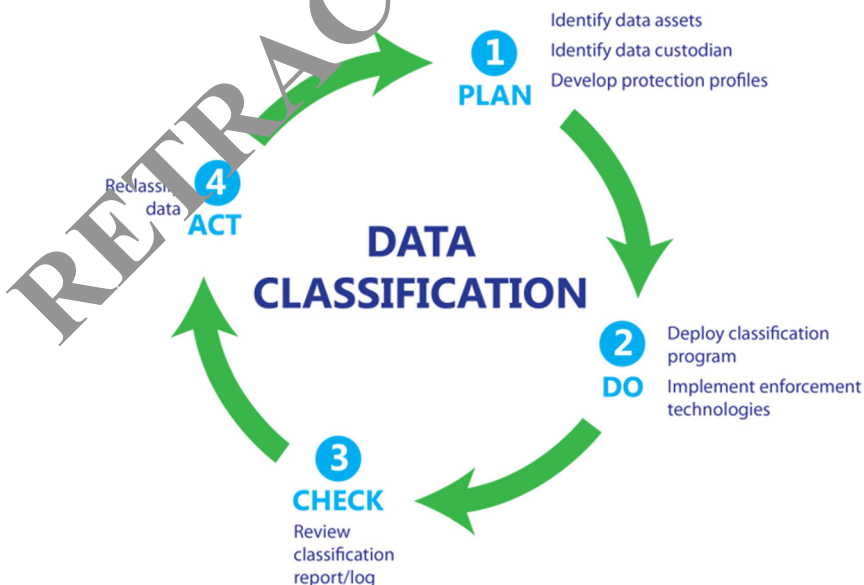 Identify data assets
1
Identify data custodian
PLAN
Develop protection profiles
4
data
ACT
DATA
CLASSIFICATION
2
Deploy classification
program
DO
Implement enforcement
technologies
3
CHECK
Review
classification
report/log
RETRAC